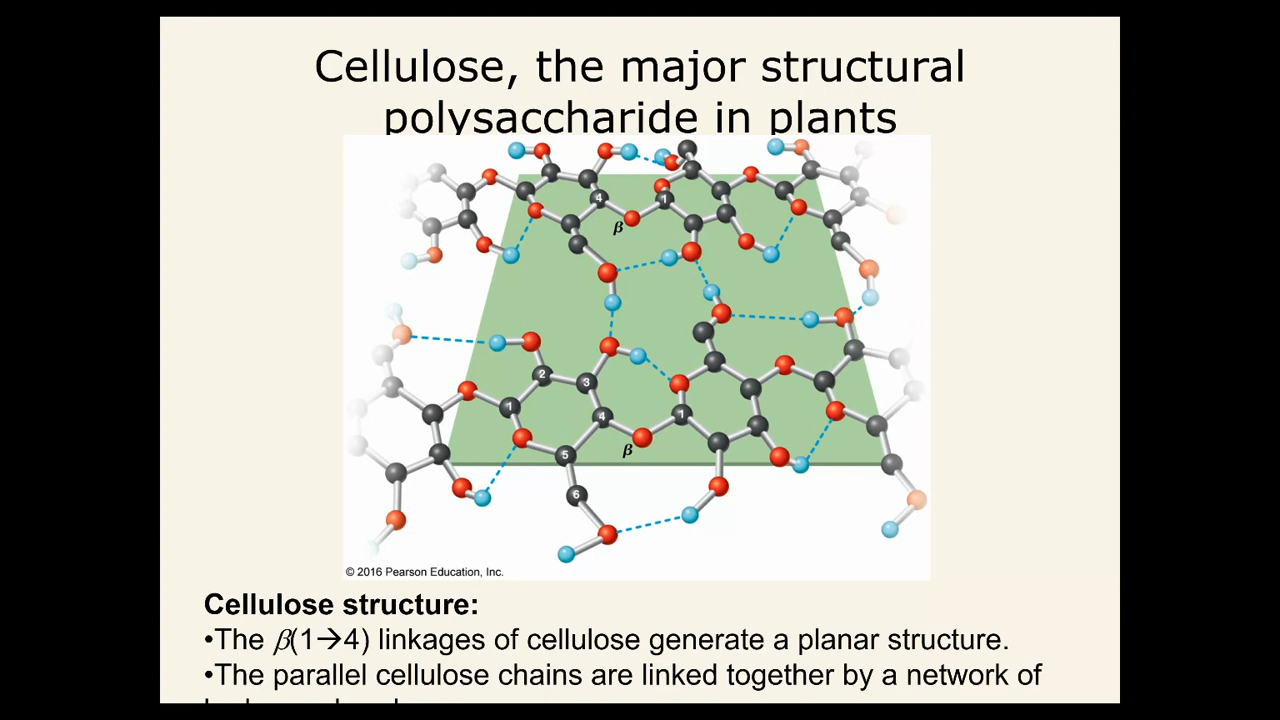 Cellulose, the major structural
polysaccharide in plants
4
1
β
2
3
1
4
1
β
5
6
© 2016 Pearson Education, Inc.
Cellulose structure:
•The β(1→4) linkages of cellulose generate a planar structure.
•The parallel cellulose chains are linked together by a network of